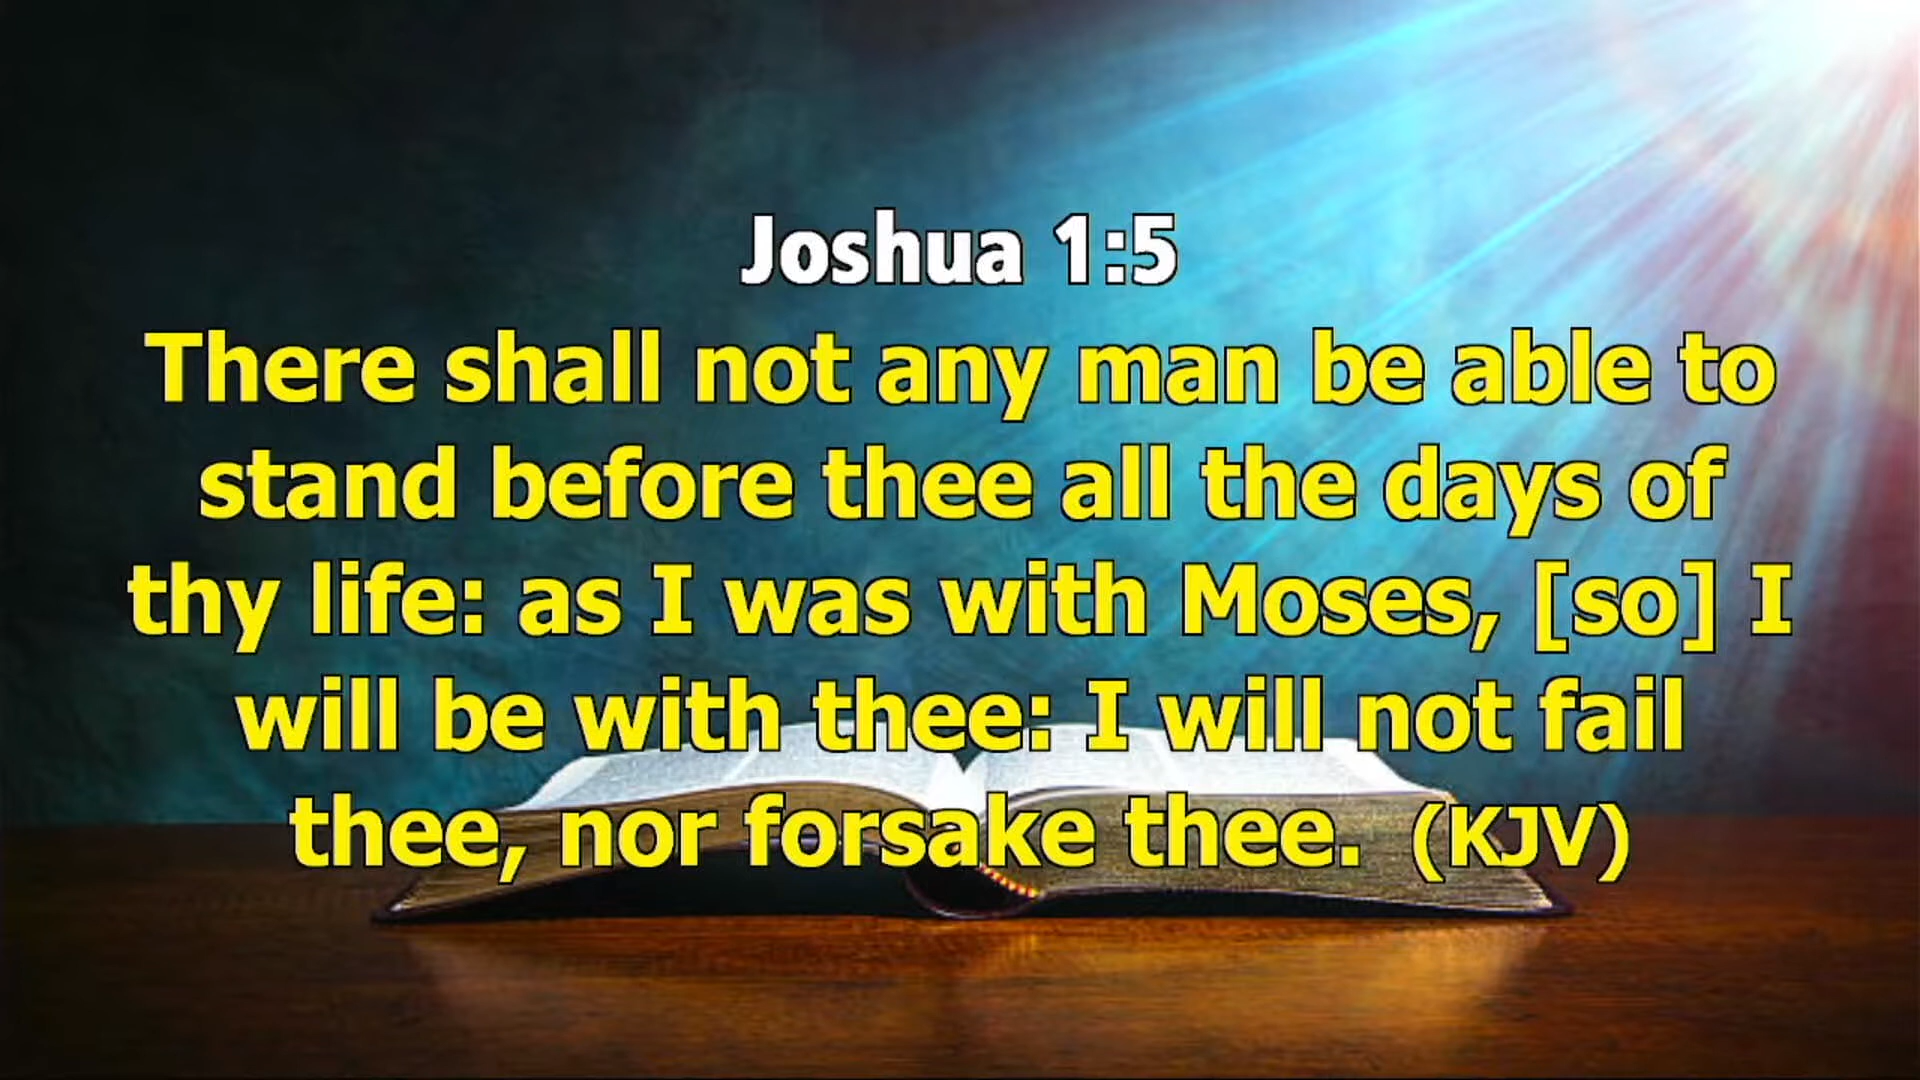 Joshua 1:5
There shall not any man be able to
stand before thee all the days of
thy life: as I was with Moses, [so] I
will be with thee: I will not fail
thee, nor forsake thee. (KJV)